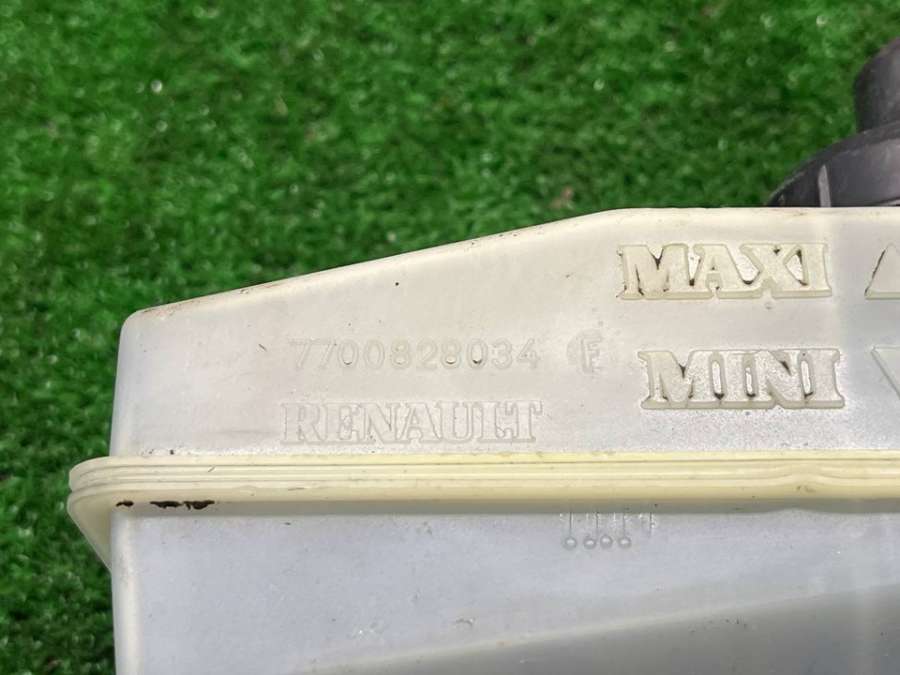 MAXI
7700828034 F
MINI
RENAULT